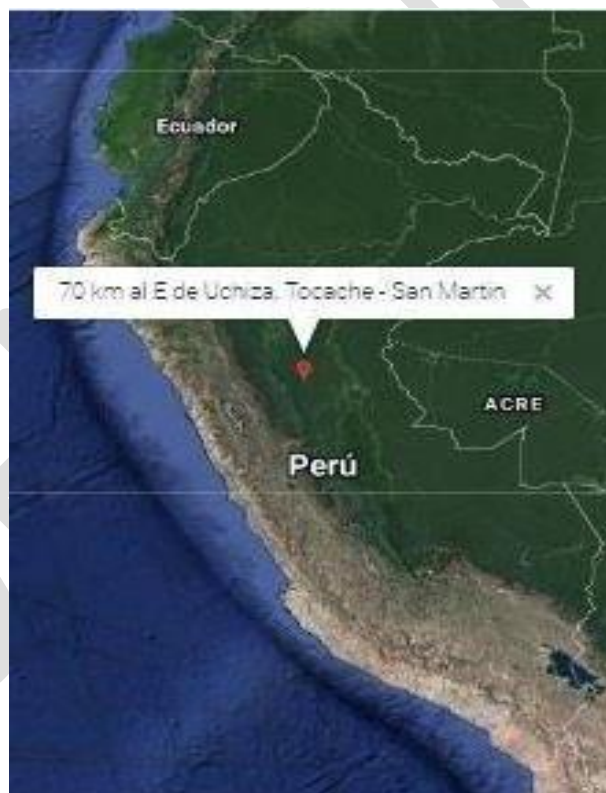 Ecuador
70 km al E de Uchiza, Tocache - San Martin ×
ACRE
Perú